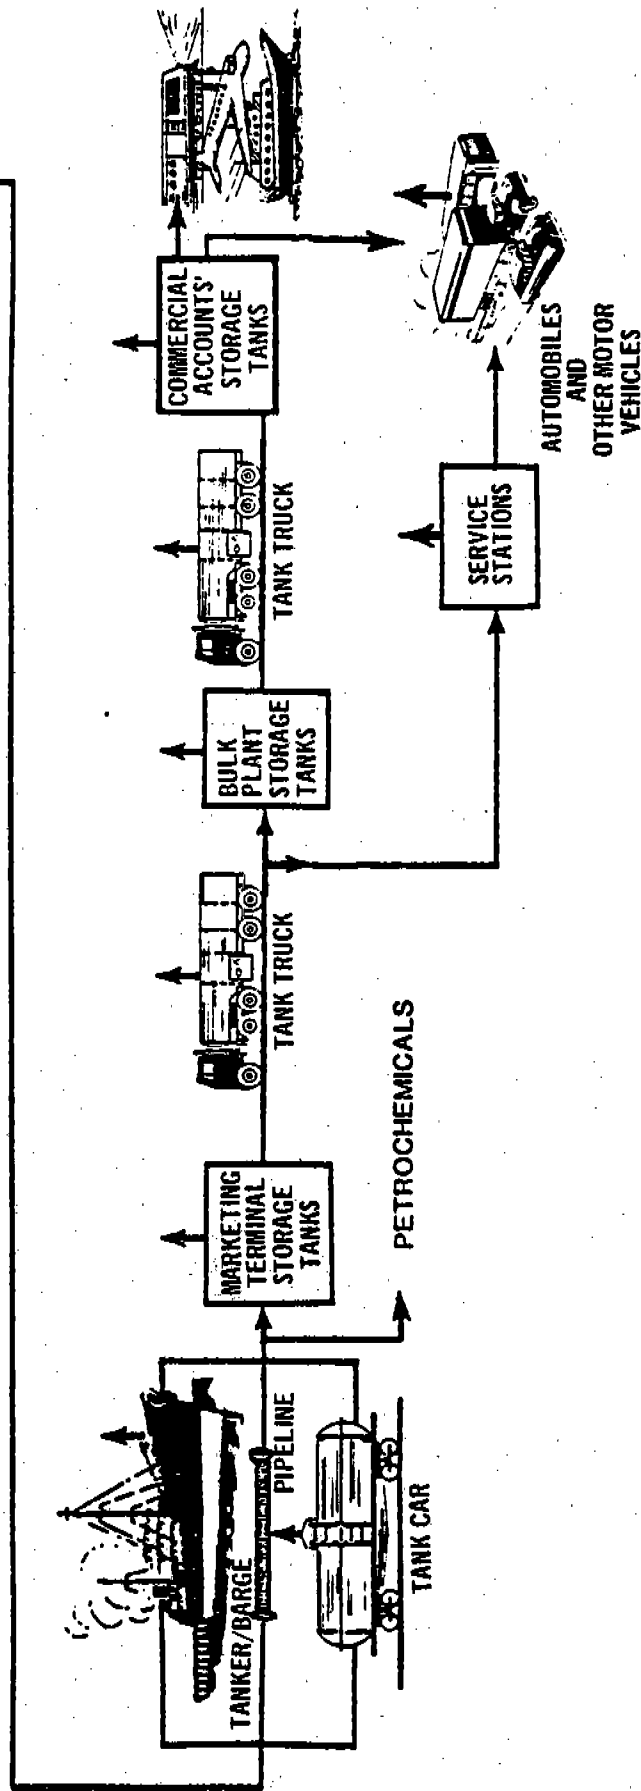 TANKER/BARGE
PIPELINE
TANK CAR
MARKETING
TERMINAL
STORAGE
TANKS
PETROCHEMICALS
TANK TRUCK
BULK
PLANT
STORAGE
TANKS
TANK TRUCK
COMMERCIAL
ACCOUNTS'
STORAGE
TANKS
SERVICE
STATIONS
AUTOMOBILES
AND
OTHER MOTOR
VEHICLES